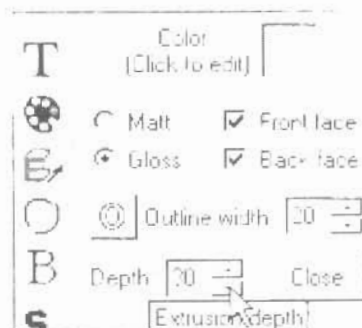 T
Color
(Click to edit)
Matt
Front face
Gloss
Back face
Outline width 20
B
Depth 20
Close
S
Extrusion depth